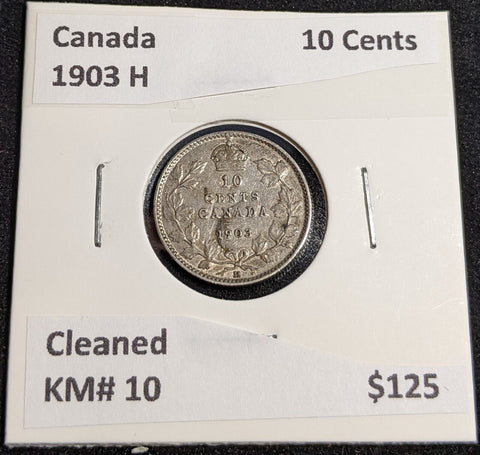 Canada 10 Cents
1903 H
10
CENTS
CANADA
1903
H
Cleaned
KM# 10 $125